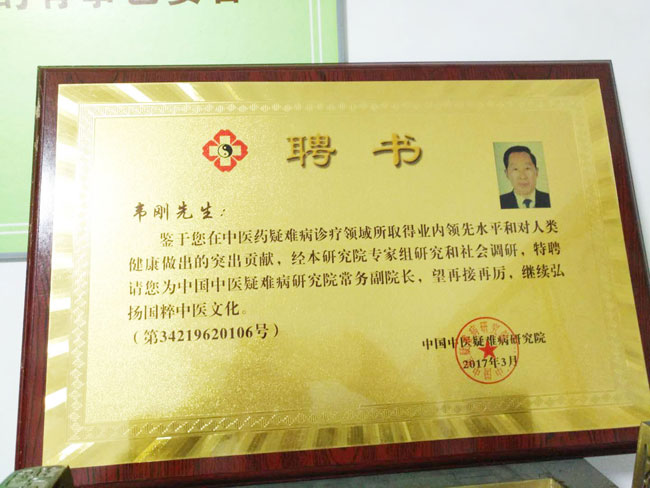 聘书
韦刚先生：
鉴于您在中医药疑难病诊疗领域所取得业内领先水平和对人类
健康做出的突出贡献，经本研究院专家组研究和社会调研，特聘
请您为中国中医疑难病研究院常务副院长，望再接再厉，继续弘
扬国粹中医文化。
（第34219620106号）
中国中医疑难病研究院
2017年3月